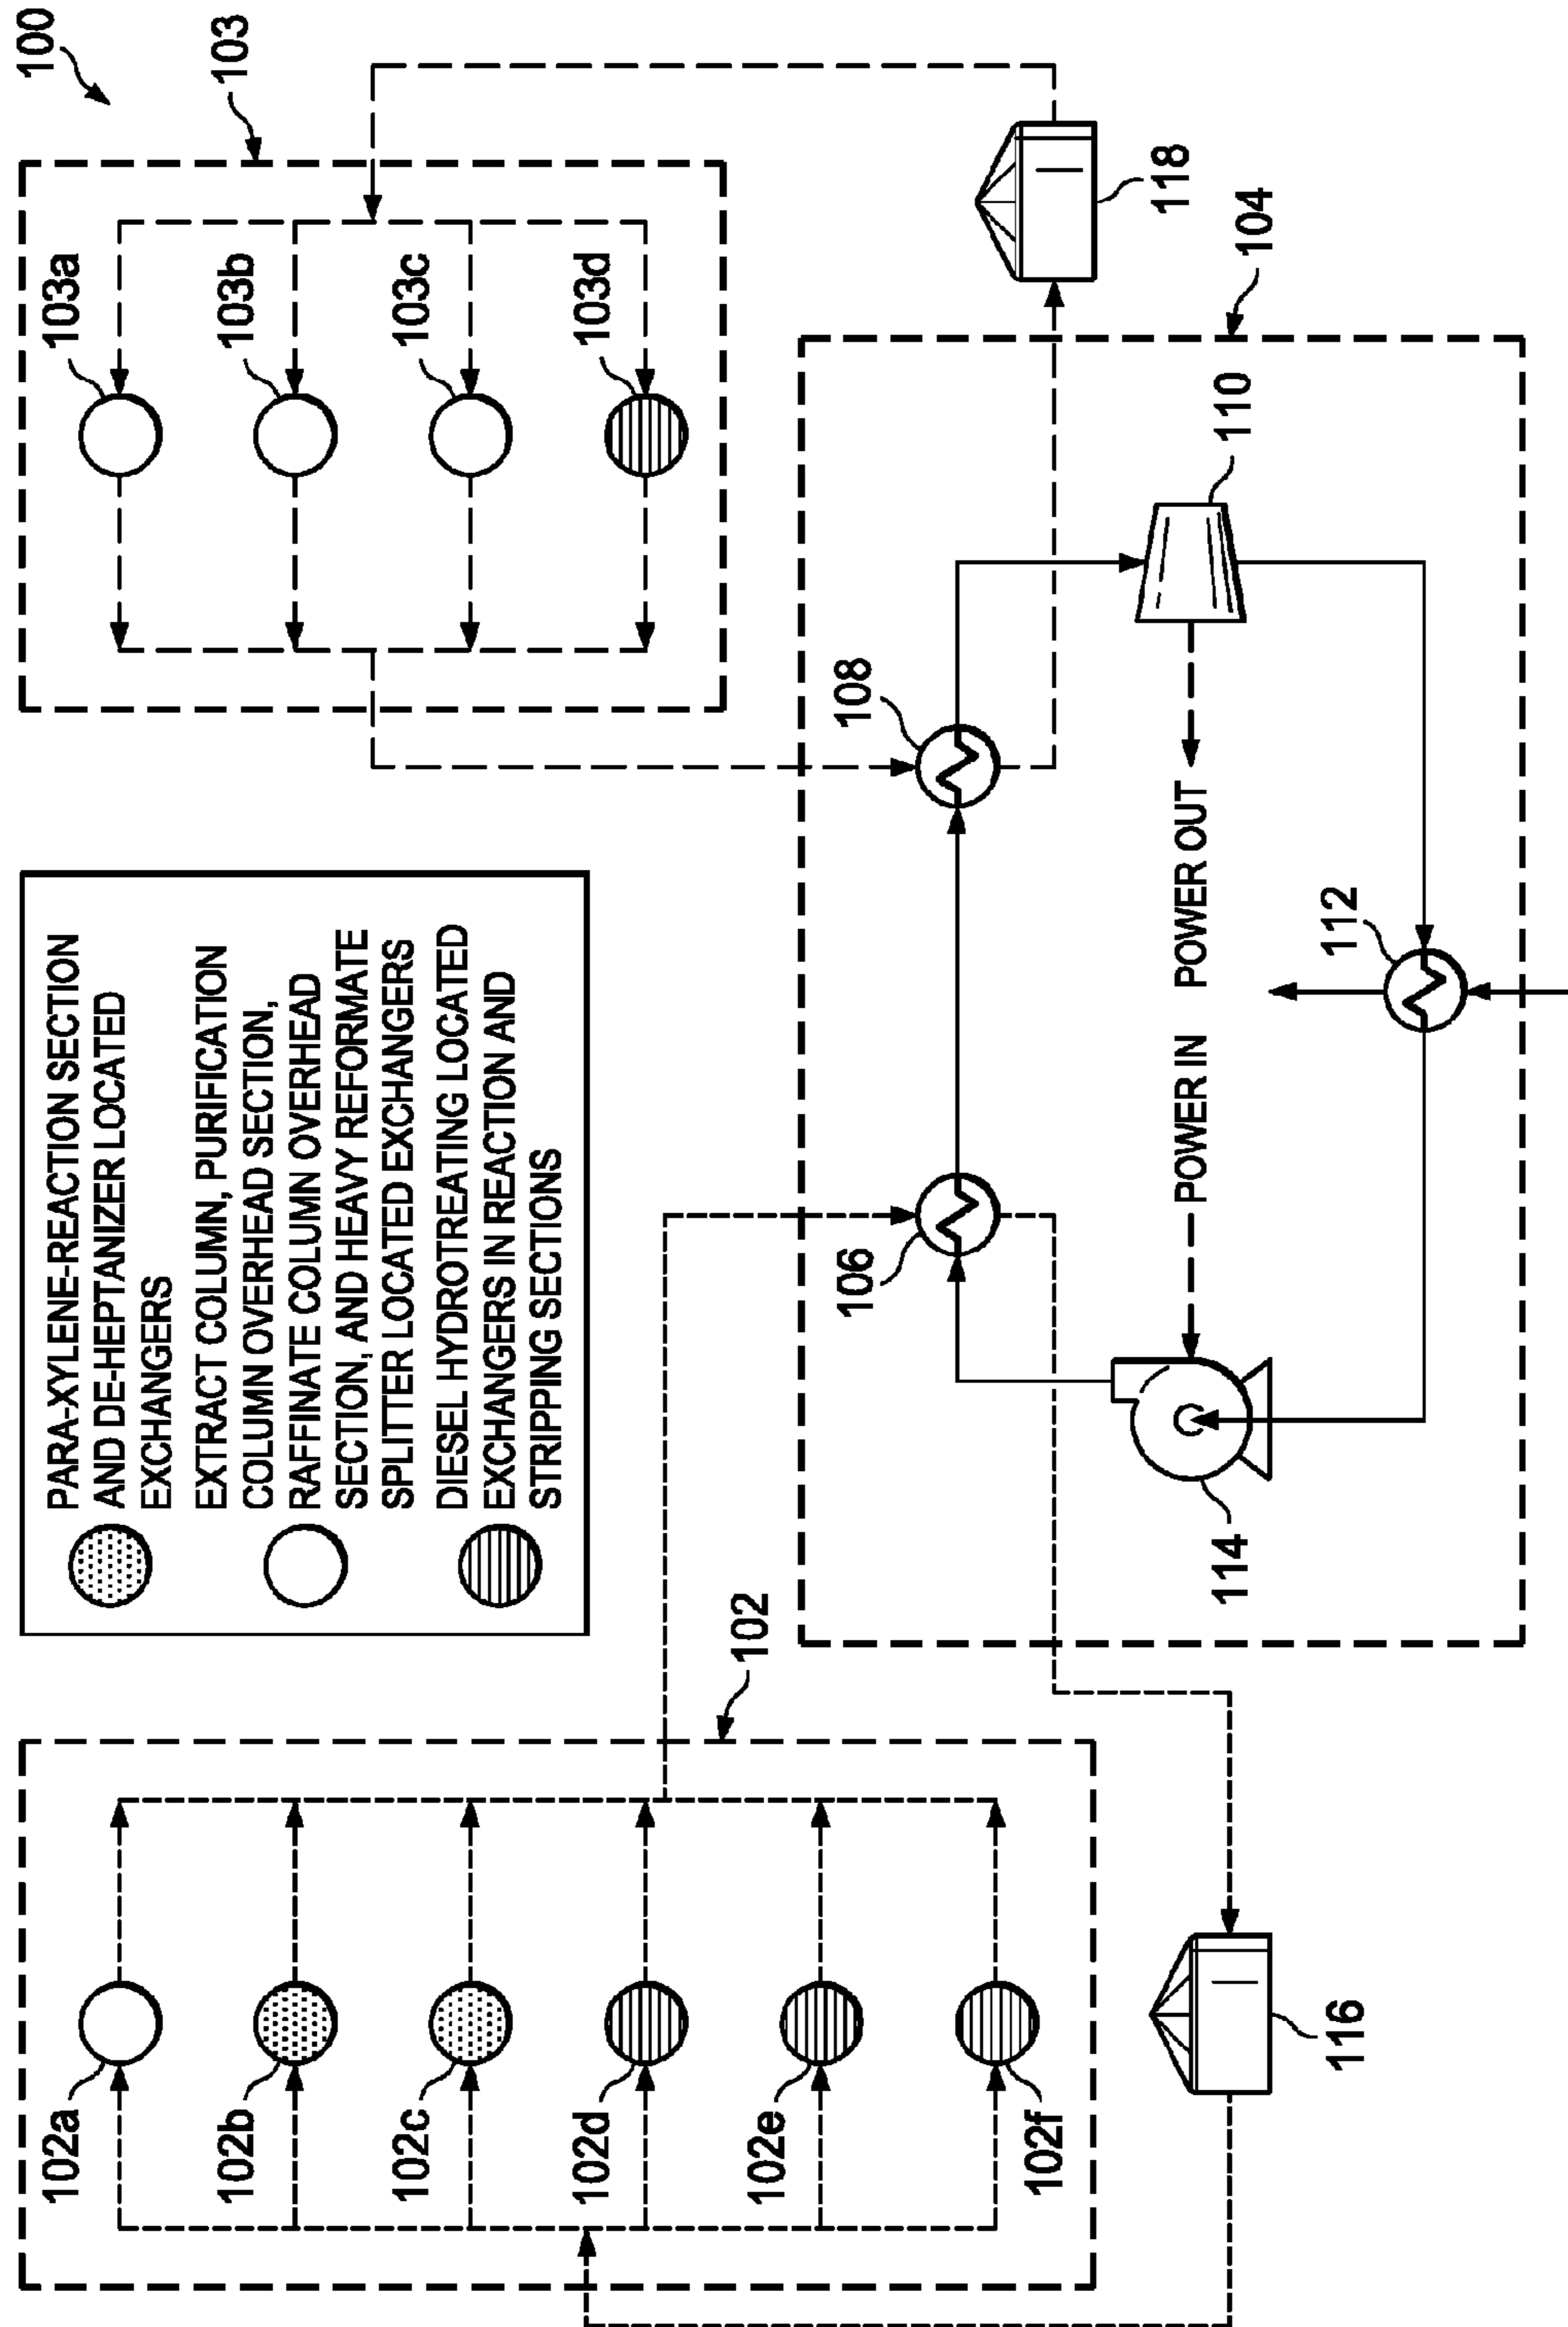 100
102
102a
102b
102c
102d
102e
102f
PARA-XYLENE-REACTION SECTION
AND DE-HEPTANIZER LOCATED
EXCHANGERS
EXTRACT COLUMN, PURIFICATION
COLUMN OVERHEAD SECTION,
RAFFINATE COLUMN OVERHEAD
SECTION, AND HEAVY REFORMATE
SPLITTER LOCATED EXCHANGERS
DIESEL HYDROTREATING LOCATED
EXCHANGERS IN REACTION AND
STRIPPING SECTIONS
103
103a
103b
103c
103d
106
108
118
104
110
POWER IN
POWER OUT
114
112
116